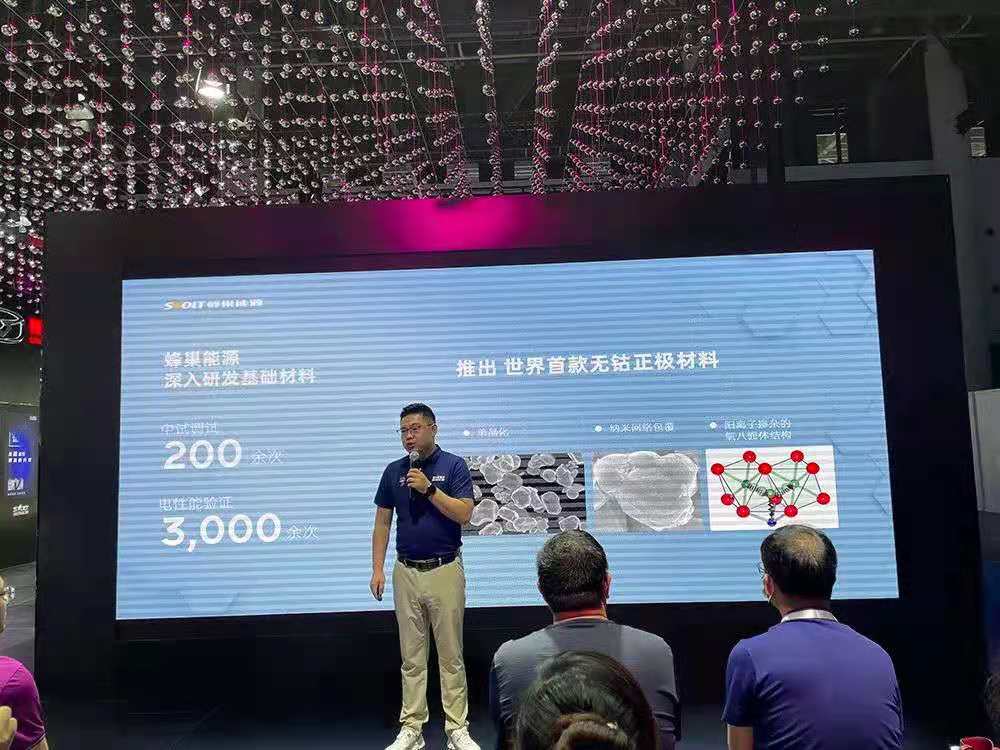 SVOLT 蜂巢能源
蜂巢能源
深入研发基础材料
推出 世界首款无钴正极材料
中试调试
200 余次
电性能验证
3,000 余次
单晶化
纳米网络包覆
阳离子掺杂的
氧八面体结构